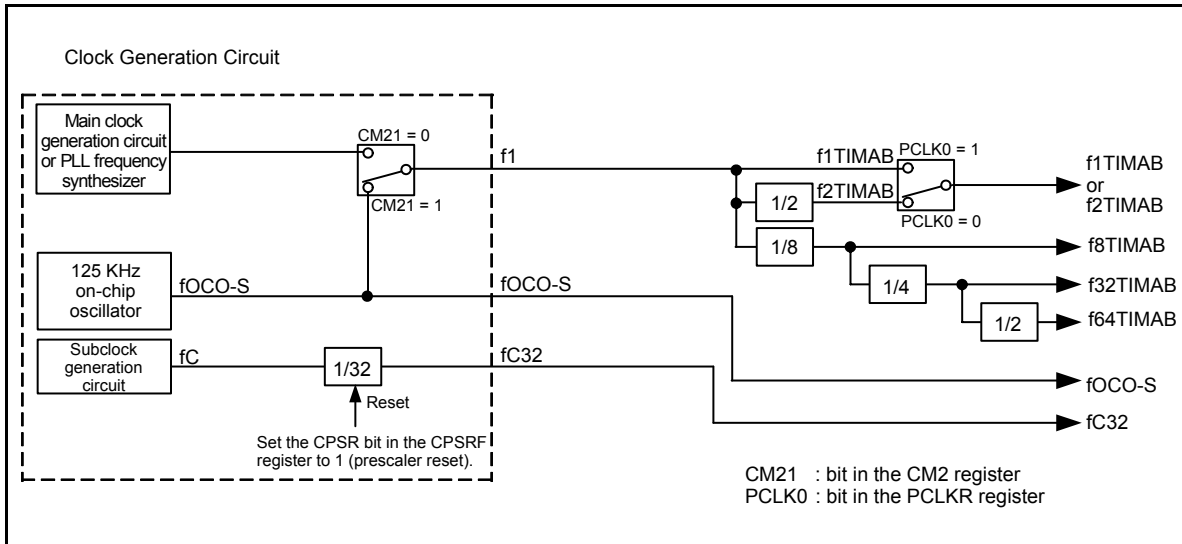 Clock Generation Circuit
Main clock
generation circuit
or PLL frequency
synthesizer
CM21 = 0
CM21 = 1
f1
f1TIMAB
PCLK0 = 1
1/2
f2TIMAB
PCLK0 = 0
f1TIMAB
or
f2TIMAB
1/8
f8TIMAB
1/4
f32TIMAB
1/2
f64TIMAB
125 KHz
on-chip
oscillator
fOCO-S
fOCO-S
fOCO-S
Subclock
generation
circuit
fC
1/32
fC32
fC32
Reset
Set the CPSR bit in the CPSRF
register to 1 (prescaler reset).
CM21 : bit in the CM2 register
PCLK0 : bit in the PCLKR register